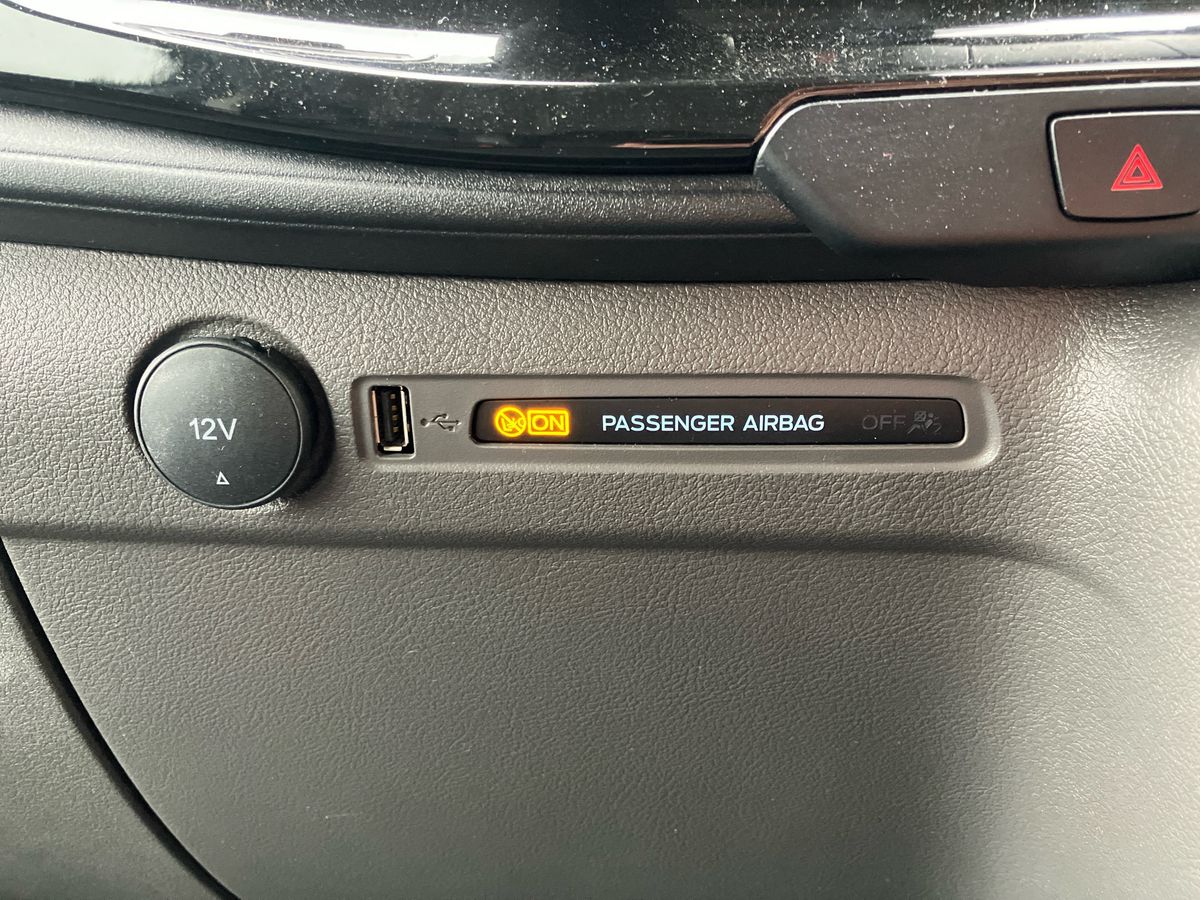 12V
ON PASSENGER AIRBAG OFF